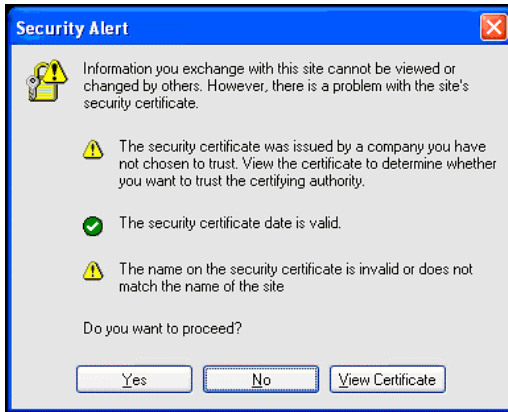 Security Alert
Information you exchange with this site cannot be viewed or
changed by others. However, there is a problem with the site's
security certificate.
The security certificate was issued by a company you have
not chosen to trust. View the certificate to determine whether
you want to trust the certifying authority.
The security certificate date is valid.
The name on the security certificate is invalid or does not
match the name of the site
Do you want to proceed?
Yes No View Certificate